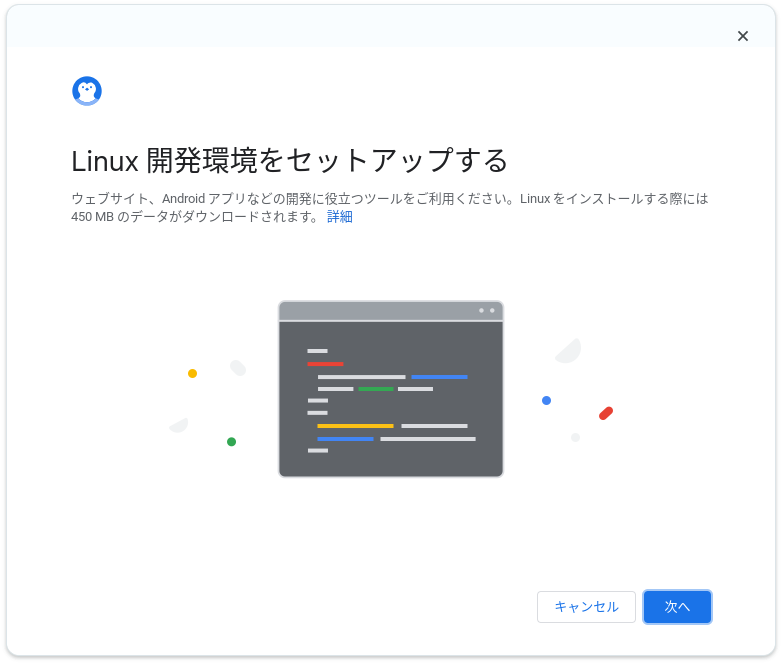 Linux 開発環境をセットアップする
ウェブサイト、Android アプリなどの開発に役立つツールをご利用ください。Linux をインストールする際には
450 MB のデータがダウンロードされます。 詳細
キャンセル 次へ